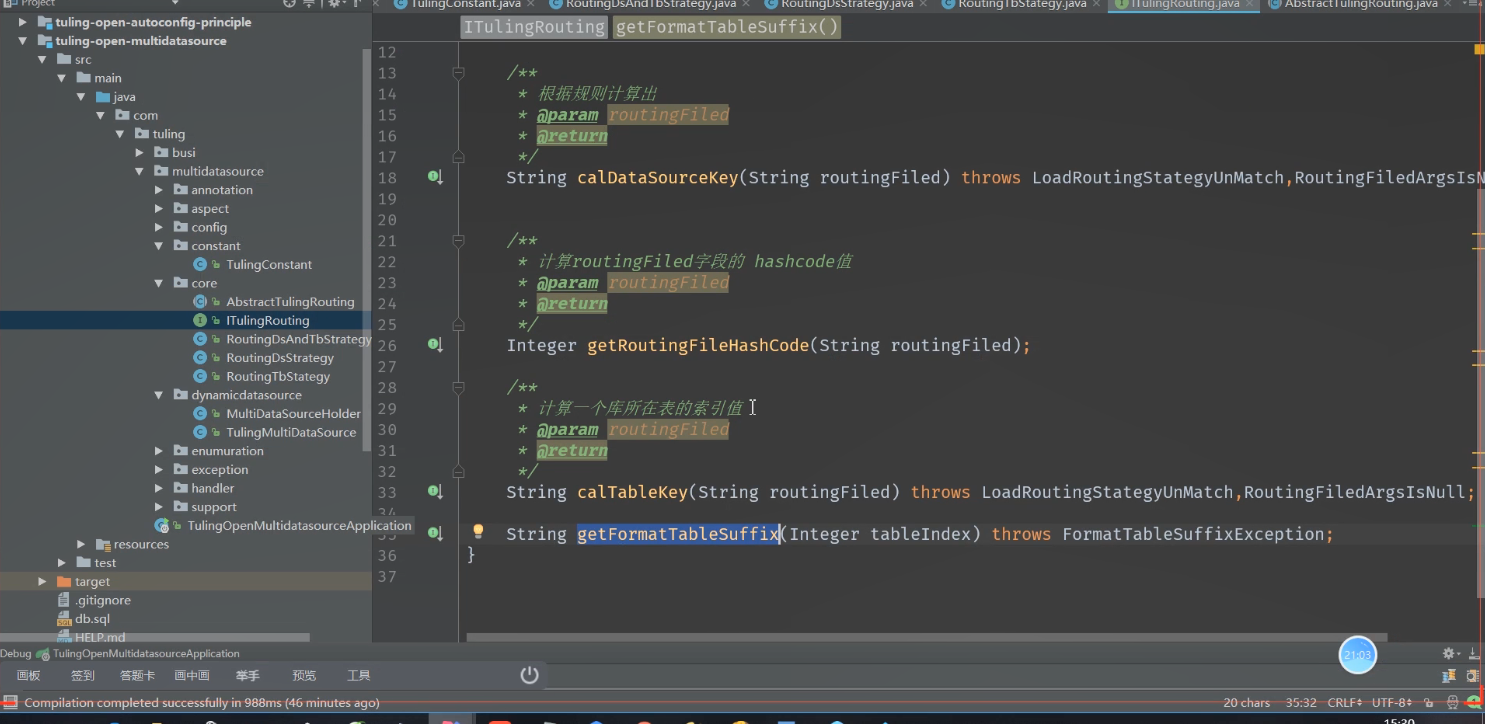 Project
TulingConstant.java
RoutingDsAndTbStrategy.java
RoutingDsStrategy.java
RoutingTbStategy.java
ITulingRouting.java
AbstractTulingRouting.java
tuling-open-autoconfig-principle
tuling-open-multidatasource
src
main
java
com
tuling
busi
multidatasource
annotation
aspect
config
constant
TulingConstant
core
AbstractTulingRouting
ITulingRouting
RoutingDsAndTbStrategy
RoutingDsStrategy
RoutingTbStategy
dynamicdatasource
MultiDataSourceHolder
TulingMultiDataSource
enumuration
exception
handler
support
TulingOpenMultidatasourceApplication
resources
test
target
.gitignore
db.sql
HELP.md
ITulingRouting getFormatTableSuffix()
12
13 /**
14 * 根据规则计算出
15 * @param routingFiled
16 * @return
17 */
18 String calDataSourceKey(String routingFiled) throws LoadRoutingStategyUnMatch,RoutingFiledArgsIsN
19
20
21 /**
22 * 计算routingFiled字段的 hashcode值
23 * @param routingFiled
24 * @return
25 */
26 Integer getRoutingFileHashCode(String routingFiled);
27
28 /**
29 * 计算一个库所在表的索引值
30 * @param routingFiled
31 * @return
32 */
33 String calTableKey(String routingFiled) throws LoadRoutingStategyUnMatch,RoutingFiledArgsIsNull;
34
35 String getFormatTableSuffix(Integer tableIndex) throws FormatTableSuffixException;
36 }
37
21:03
Debug TulingOpenMultidatasourceApplication
画板 签到 答题卡 画中画 举手 预览 工具
Compilation completed successfully in 988ms (46 minutes ago)
20 chars 35:32 CRLF UTF-8
15:30